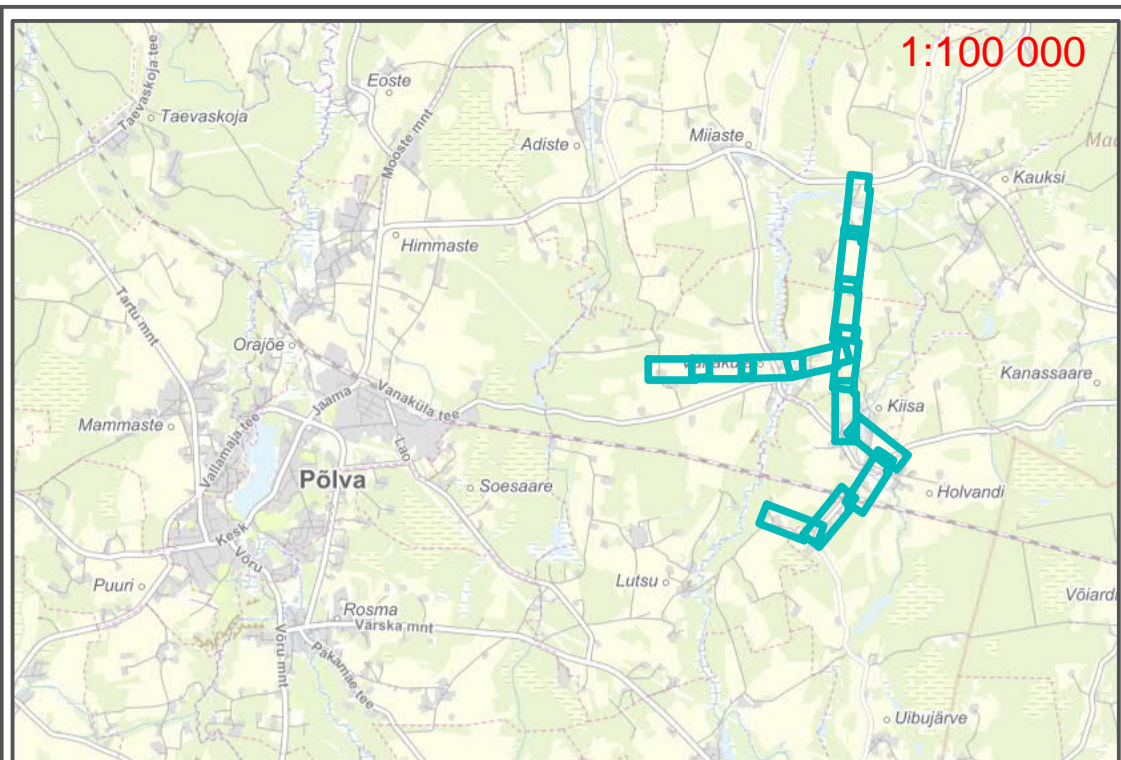 1:100 000
Eoste
Taevaskoja tee
Taevaskoja
Mooste mnt
Adiste
Miiaste
Kauksi
Himmaste
Tartu mnt
Orajõe
Vanaküla tee
Jaama
Kanassaare
Kiisa
Mammaste
Vallamaja tee
Lao
Põlva
Soesaare
Holvandi
Kesk
Võru
Puuri
Lutsu
Rosma
Värska mnt
Võru mnt
Pakamäe tee
Uibujärve